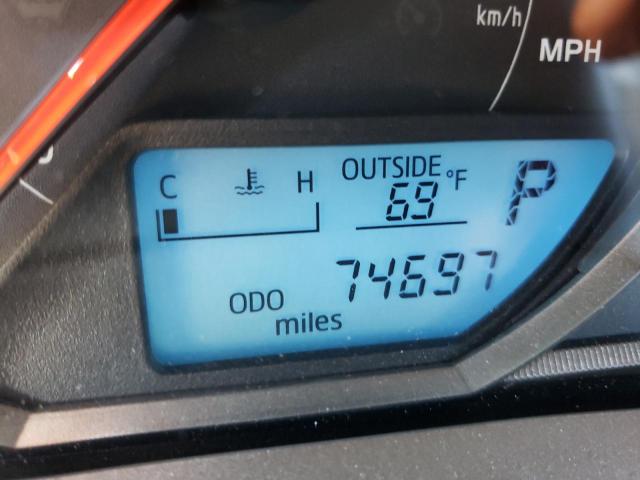 km/h
MPH
C H OUTSIDE
69 °F P
74697
ODO
miles